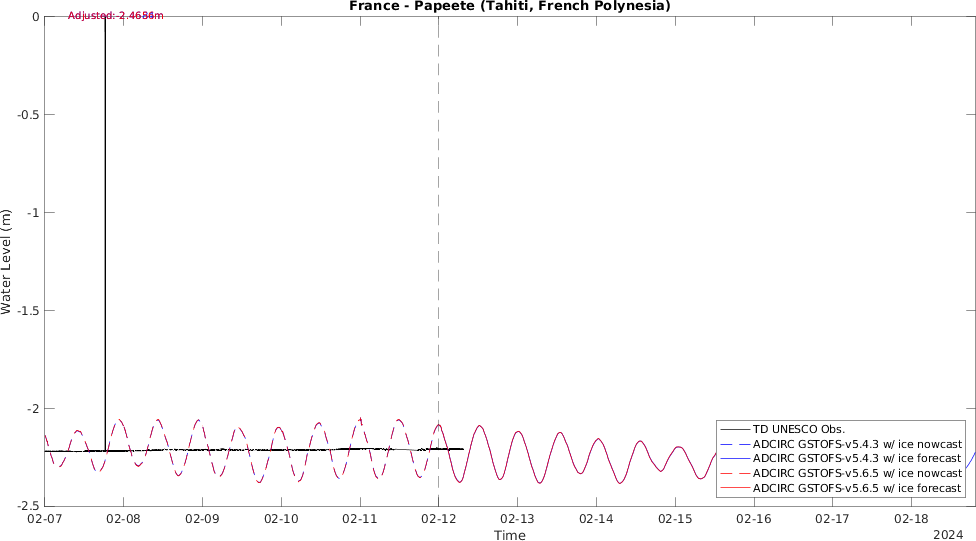 France - Papeete (Tahiti, French Polynesia)
0
-0.5
-1
-1.5
-2
-2.5
Water Level (m)
TD UNESCO Obs.
ADCIRC GSTOFS-v5.4.3 w/ ice nowcast
ADCIRC GSTOFS-v5.4.3 w/ ice forecast
ADCIRC GSTOFS-v5.6.5 w/ ice nowcast
ADCIRC GSTOFS-v5.6.5 w/ ice forecast
02-07 02-08 02-09 02-10 02-11 02-12 02-13 02-14 02-15 02-16 02-17 02-18
Time
2024